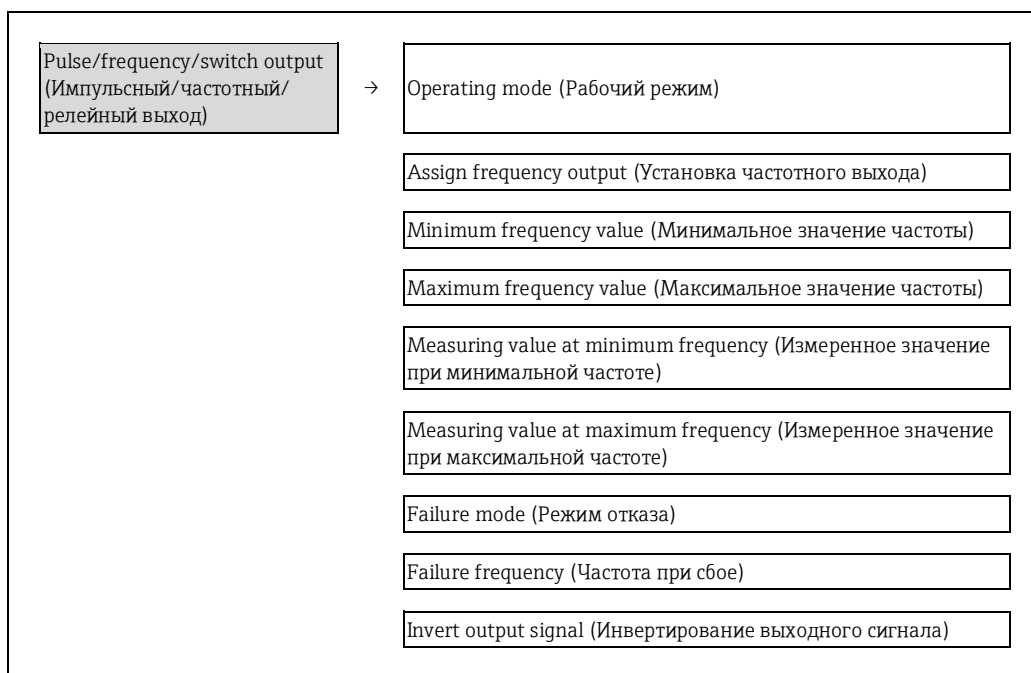 Pulse/frequency/switch output
(Импульсный/частотный/
релейный выход)
→
Operating mode (Рабочий режим)
Assign frequency output (Установка частотного выхода)
Minimum frequency value (Минимальное значение частоты)
Maximum frequency value (Максимальное значение частоты)
Measuring value at minimum frequency (Измеренное значение
при минимальной частоте)
Measuring value at maximum frequency (Измеренное значение
при максимальной частоте)
Failure mode (Режим отказа)
Failure frequency (Частота при сбое)
Invert output signal (Инвертирование выходного сигнала)